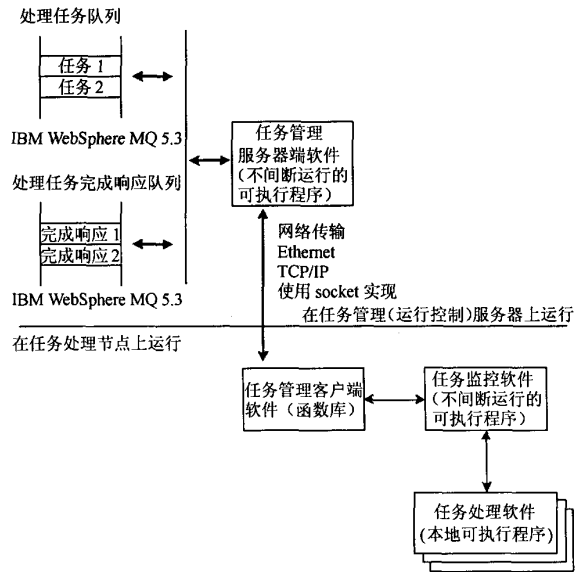 处理任务队列
任务1
任务2
IBM WebSphere MQ 5.3
处理任务完成响应队列
完成响应1
完成响应2
IBM WebSphere MQ 5.3
任务管理
服务器端软件
(不间断运行的
可执行程序)
网络传输
Ethernet
TCP/IP
使用 socket 实现
在任务管理(运行控制)服务器上运行
在任务处理节点上运行
任务管理客户端
软件(函数库)
任务监控软件
(不间断运行的
可执行程序)
任务处理软件
(本地可执行程序)